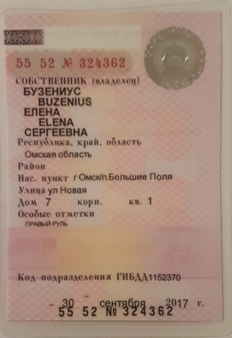 55 52 № 324362
СОБСТВЕННИК (владелец)
БУЗЕНИУС
BUZENIUS
ЕЛЕНА
ELENA
СЕРГЕЕВНА
Республика, край, область
Омская область
Район
Нас. пункт г Омск/п.Большие Поля
Улица ул Новая
Дом 7 корп. кв. 1
Особые отметки
ПРАВЫЙ РУЛЬ
Код подразделения ГИБДД 1152370
„ 30 “ сентября 2017 г.
55 52 № 324362